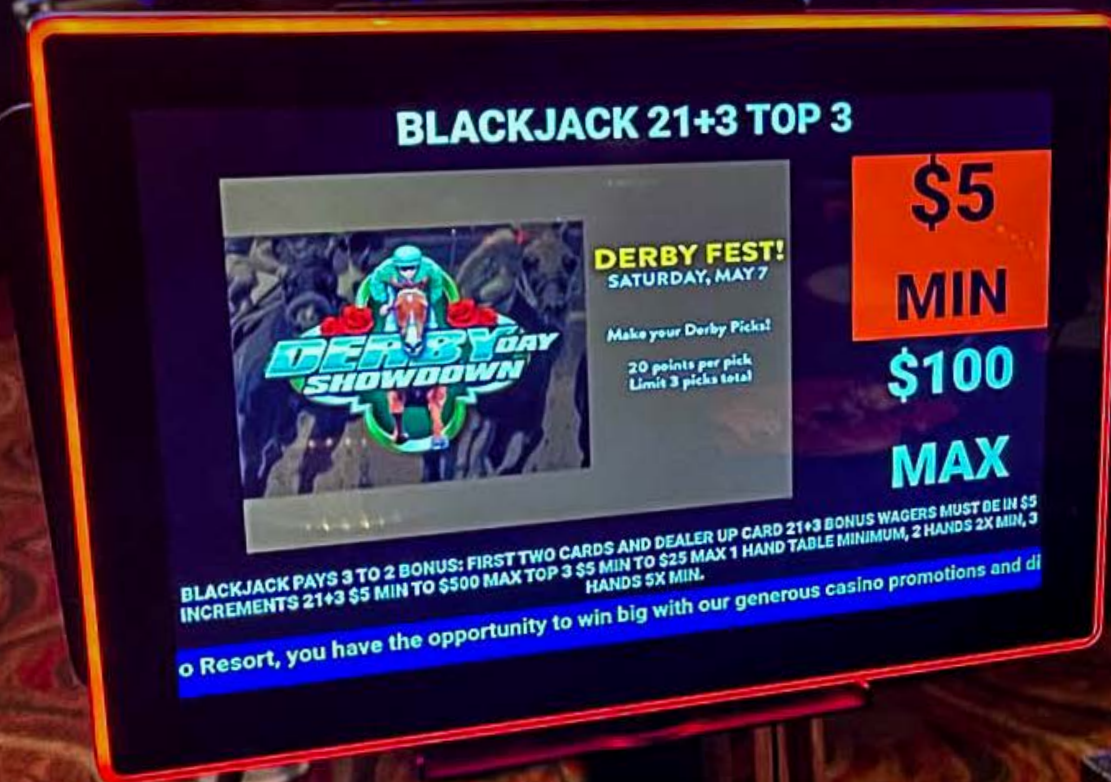 BLACKJACK 21+3 TOP 3
$5
MIN
$100
MAX
DERBY FEST!
SATURDAY, MAY 7
Make your Derby Picks!
20 points per pick
Limit 3 picks total
DERBY DAY
SHOWDOWN
BLACKJACK PAYS 3 TO 2 BONUS: FIRST TWO CARDS AND DEALER UP CARD 21+3 BONUS WAGERS MUST BE IN $5
INCREMENTS 21+3 $5 MIN TO $500 MAX TOP 3 $5 MIN TO $25 MAX 1 HAND TABLE MINIMUM, 2 HANDS 2X MIN, 3
HANDS 5X MIN.
o Resort, you have the opportunity to win big with our generous casino promotions and di